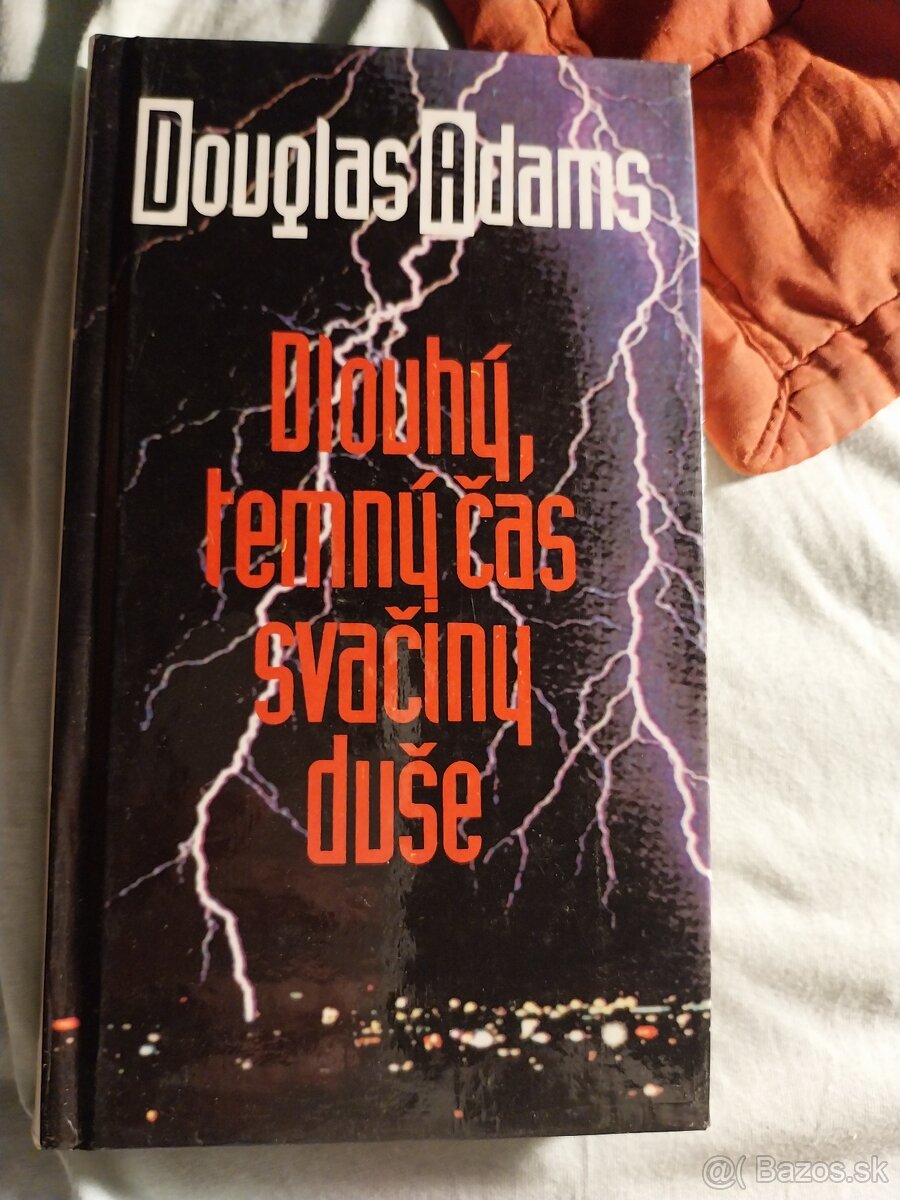 Douglas Adams
Dlouhý,
temný čas
svačiny
duše
@( Bazos.sk